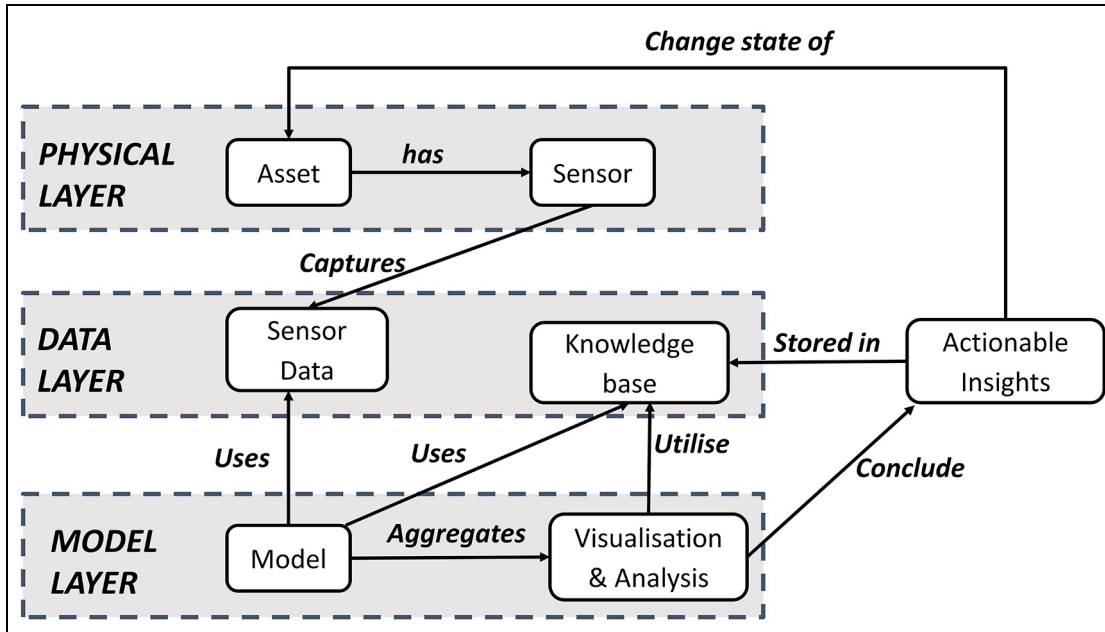 Change state of
PHYSICAL
LAYER
Asset
has
Sensor
Captures
DATA
LAYER
Sensor
Data
Knowledge
base
Stored in
Actionable
Insights
Uses
Uses
Utilise
Conclude
MODEL
LAYER
Model
Aggregates
Visualisation
& Analysis